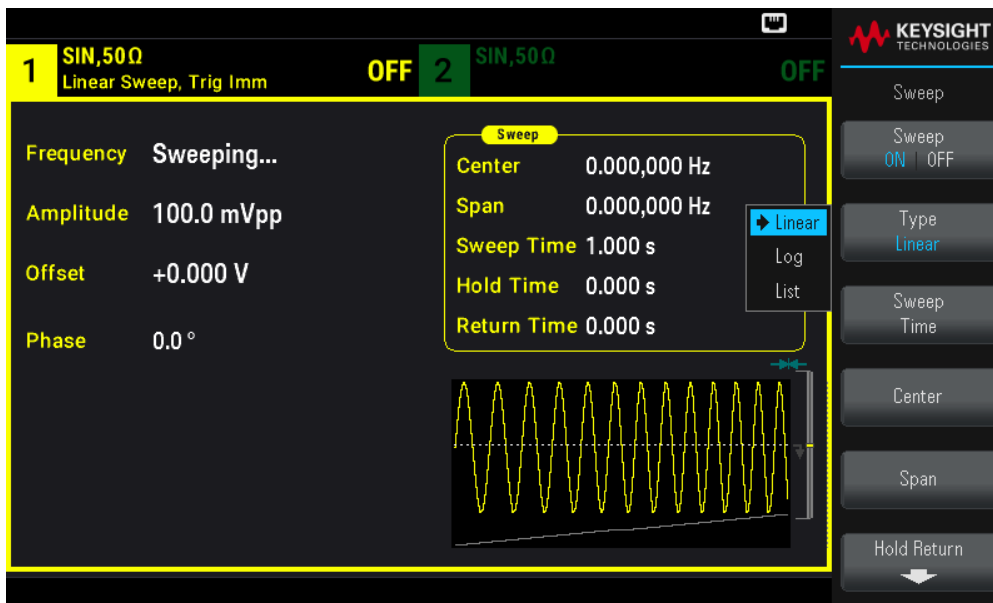 1
SIN,50Ω
Linear Sweep, Trig Imm
OFF
2
SIN,50Ω
OFF
Frequency Sweeping...
Amplitude 100.0 mVpp
Offset +0.000 V
Phase 0.0 °
Sweep
Center 0.000,000 Hz
Span 0.000,000 Hz
Sweep Time 1.000 s
Hold Time 0.000 s
Return Time 0.000 s
Linear
Log
List
KEYSIGHT
TECHNOLOGIES
Sweep
Sweep
ON | OFF
Type
Linear
Sweep
Time
Center
Span
Hold Return